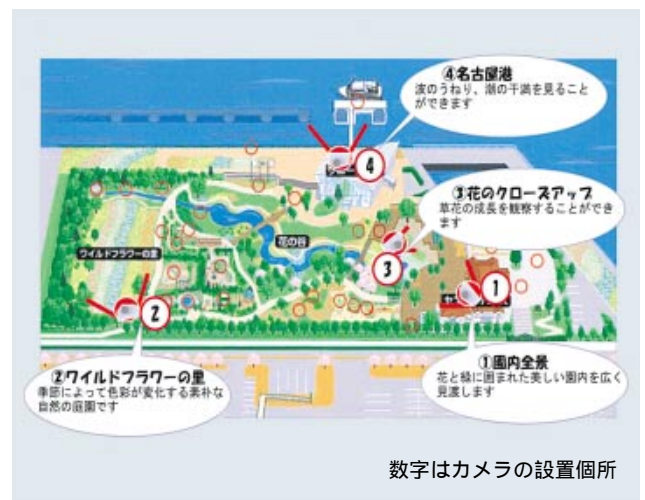 ④名古屋港
波のうねり、潮の干満を見ること
ができます
④
③花のクローズアップ
草花の成長を観察することができ
ます
ワイルドフラワーの里
花の谷
3
1
2
①園内全景
花と緑に囲まれた美しい園内を広く
見渡します
②ワイルドフラワーの里
季節によって色彩が変化する素朴な
自然の庭園です
数字はカメラの設置個所